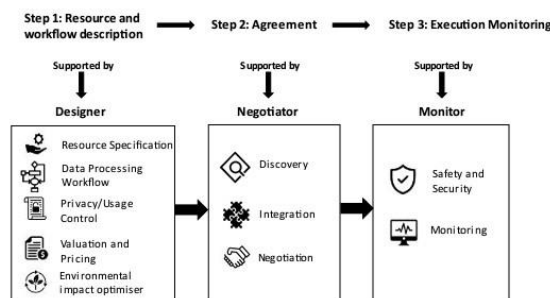 Step 1: Resource and
workflow description
Step 2: Agreement
Step 3: Execution Monitoring
Supported by
Supported by
Supported by
Designer
Negotiator
Monitor
Resource Specification
Data Processing
Workflow
Privacy/Usage
Control
Valuation and
Pricing
Environmental
impact optimiser
Discovery
Integration
Negotiation
Safety and
Security
Monitoring